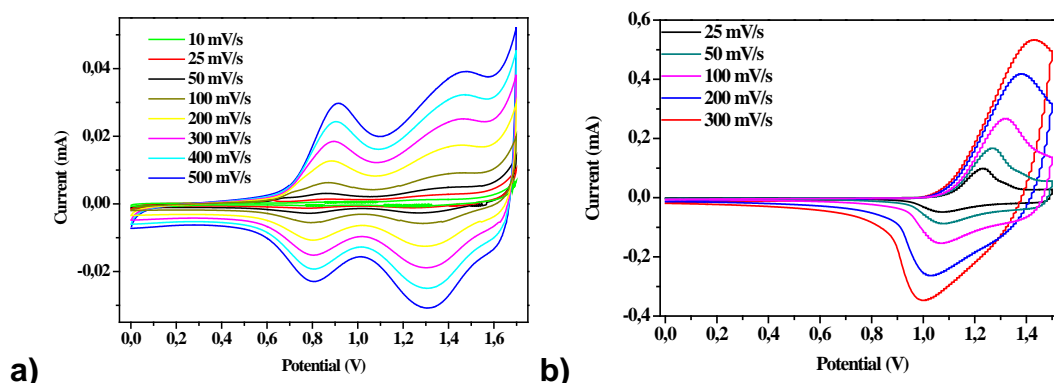 10 mV/s
25 mV/s
50 mV/s
100 mV/s
200 mV/s
300 mV/s
400 mV/s
500 mV/s
0,04
0,02
0,00
-0,02
Current (mA)
0,0 0,2 0,4 0,6 0,8 1,0 1,2 1,4 1,6
Potential (V)
a)
25 mV/s
50 mV/s
100 mV/s
200 mV/s
300 mV/s
0,6
0,4
0,2
0,0
-0,2
-0,4
Current (mA)
0,0 0,2 0,4 0,6 0,8 1,0 1,2 1,4
Potential (V)
b)